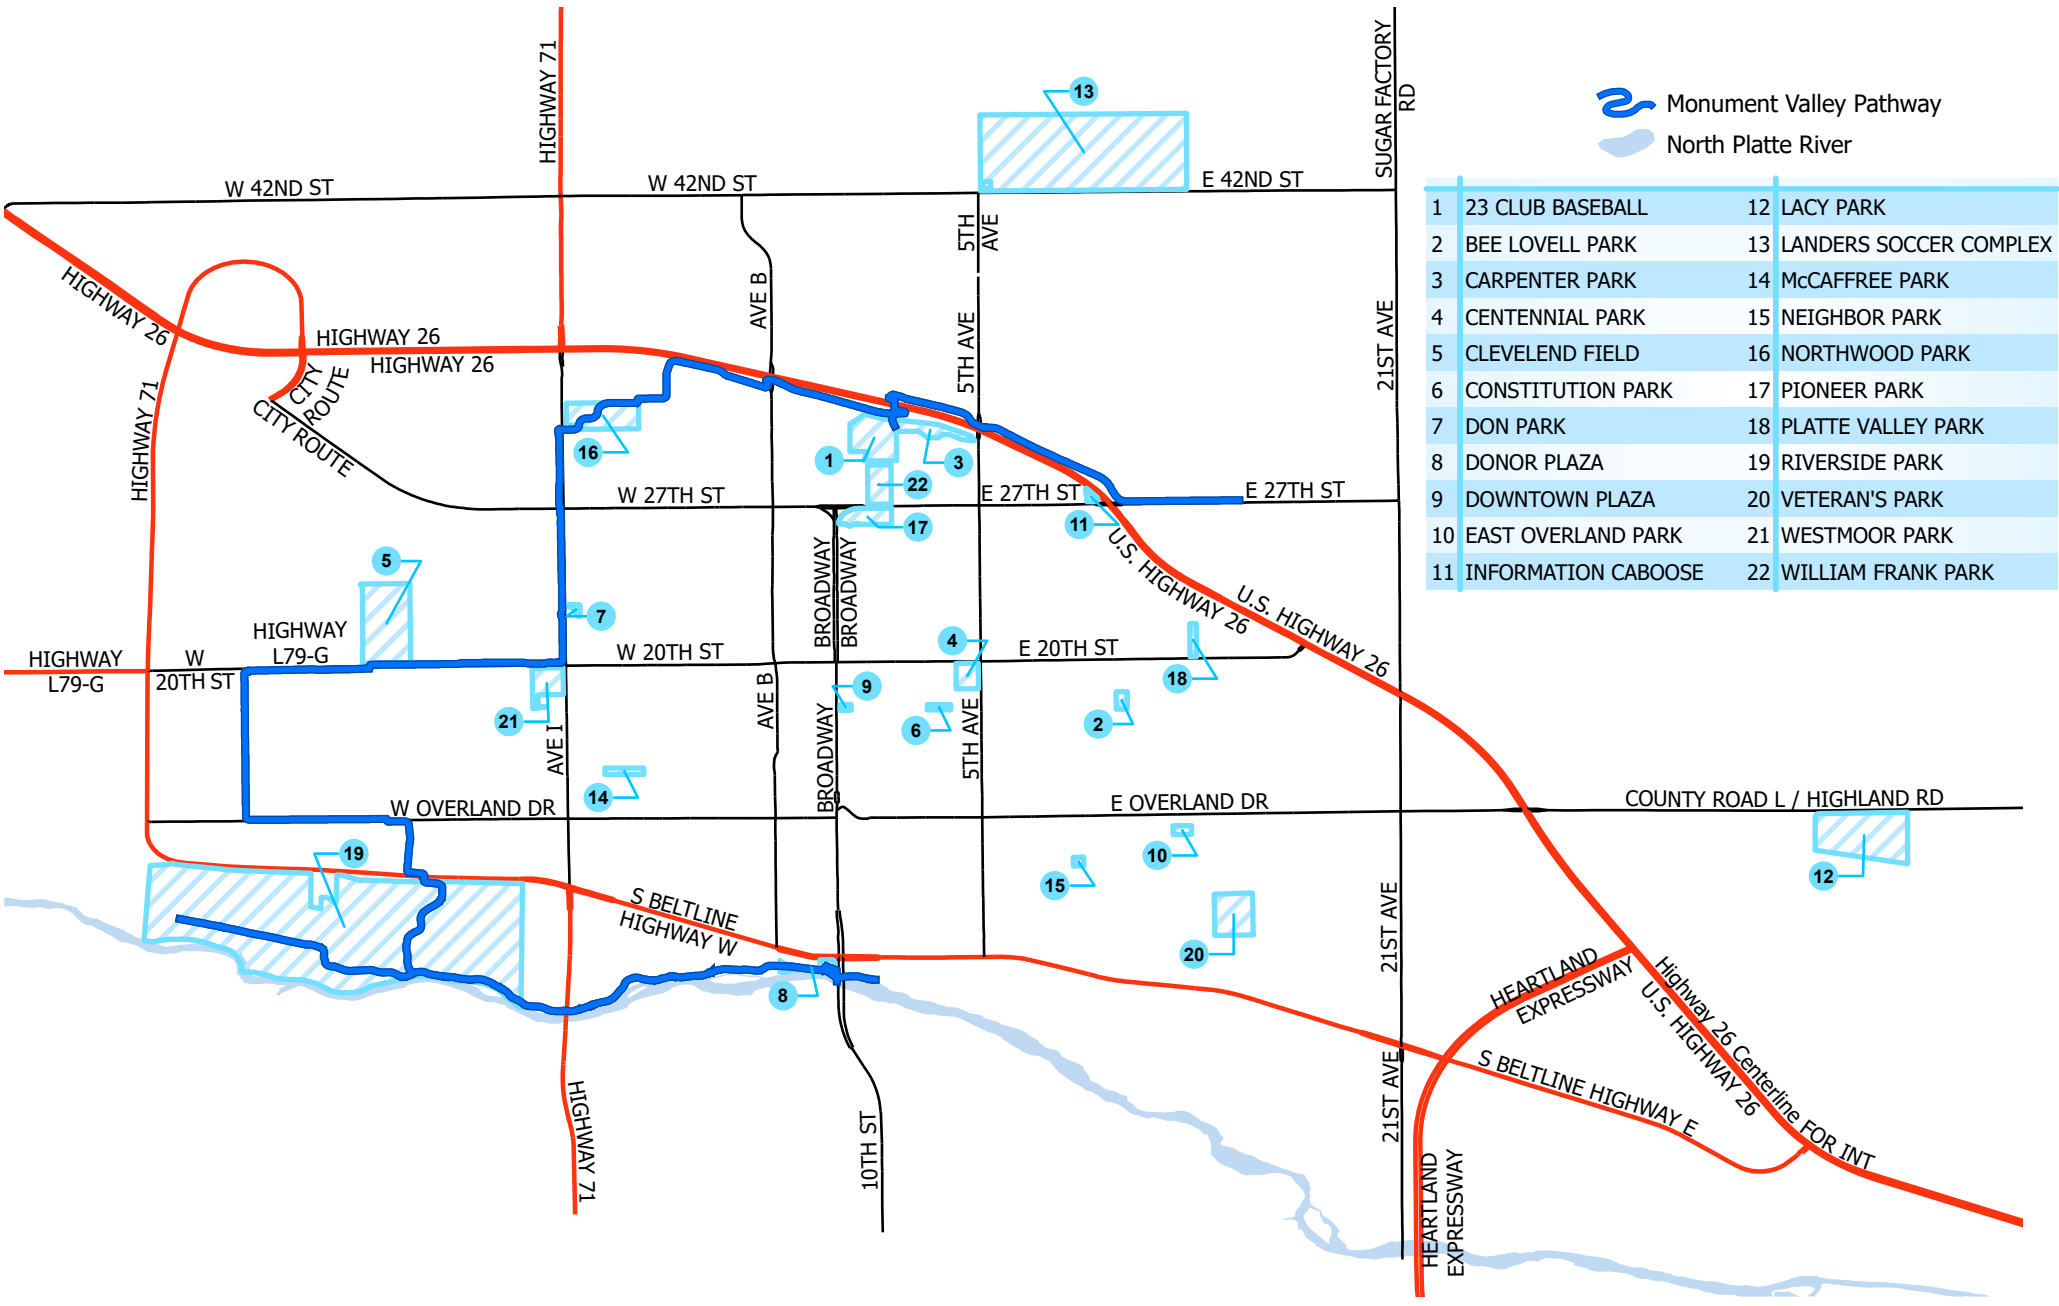 HIGHWAY 71
SUGAR FACTORY
RD
13
Monument Valley Pathway
North Platte River
W 42ND ST
W 42ND ST
E 42ND ST
1 23 CLUB BASEBALL 12 LACY PARK
2 BEE LOVELL PARK 13 LANDERS SOCCER COMPLEX
3 CARPENTER PARK 14 McCAFFREE PARK
4 CENTENNIAL PARK 15 NEIGHBOR PARK
5 CLEVELEND FIELD 16 NORTHWOOD PARK
6 CONSTITUTION PARK 17 PIONEER PARK
7 DON PARK 18 PLATTE VALLEY PARK
8 DONOR PLAZA 19 RIVERSIDE PARK
9 DOWNTOWN PLAZA 20 VETERAN'S PARK
10 EAST OVERLAND PARK 21 WESTMOOR PARK
11 INFORMATION CABOOSE 22 WILLIAM FRANK PARK
5TH
AVE
HIGHWAY 26
AVE B
HIGHWAY 26
HIGHWAY 26
5TH AVE
21ST AVE
CITY
ROUTE
CITY ROUTE
HIGHWAY 71
16
1
3
22
W 27TH ST
E 27TH ST
E 27TH ST
17
11
U.S. HIGHWAY 26
U.S. HIGHWAY 26
5
BROADWAY
BROADWAY
7
4
HIGHWAY
L79-G
HIGHWAY
L79-G
W
20TH ST
W 20TH ST
E 20TH ST
18
9
21
6
2
AVE I
AVE B
BROADWAY
5TH AVE
14
W OVERLAND DR
E OVERLAND DR
COUNTY ROAD L / HIGHLAND RD
19
10
15
12
S BELTLINE
HIGHWAY W
20
21ST AVE
8
HEARTLAND
EXPRESSWAY
Highway 26 Centerline FOR INT
U.S. HIGHWAY 26
S BELTLINE HIGHWAY E
21ST AVE
HIGHWAY 71
10TH ST
HEARTLAND
EXPRESSWAY